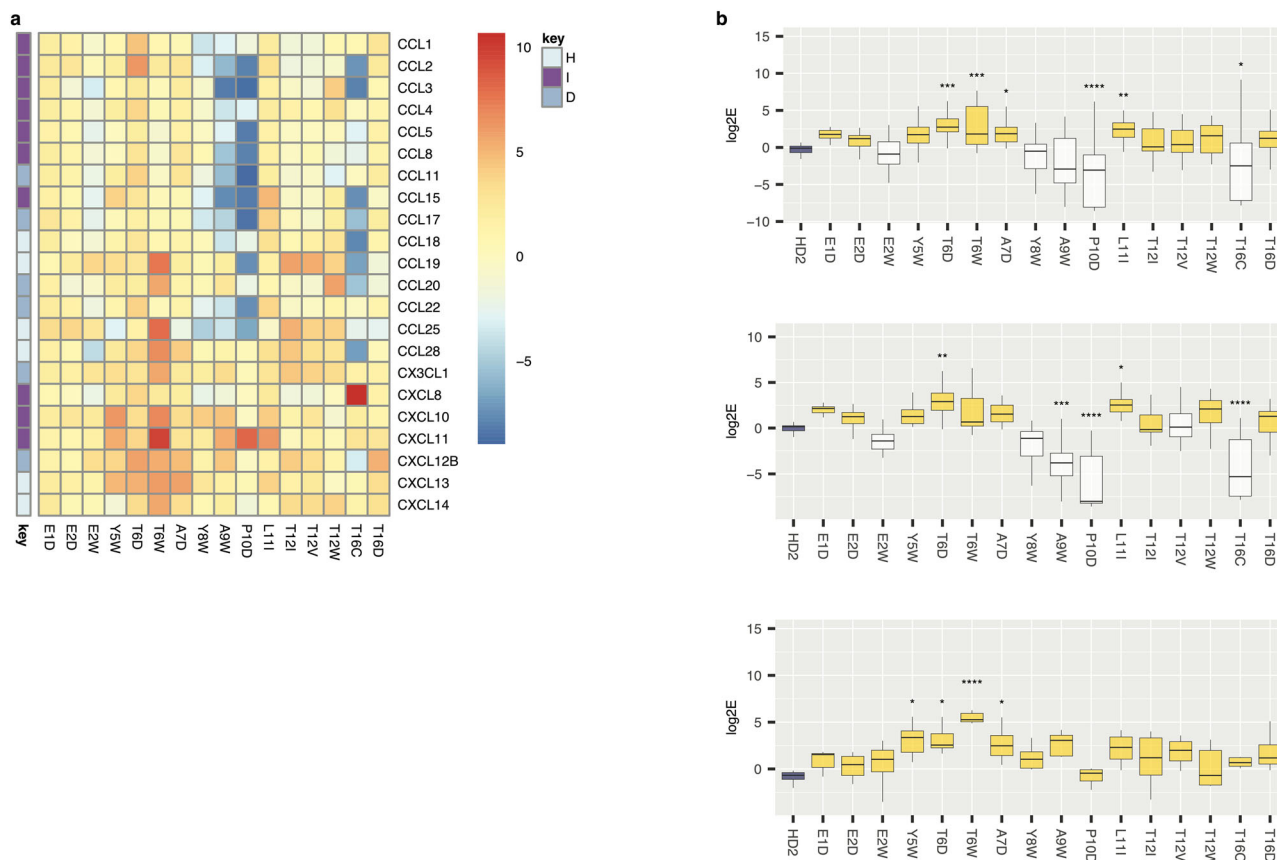 a
key
10
5
0
−5
key
H
I
D
CCL1
CCL2
CCL3
CCL4
CCL5
CCL8
CCL11
CCL15
CCL17
CCL18
CCL19
CCL20
CCL22
CCL25
CCL28
CX3CL1
CXCL8
CXCL10
CXCL11
CXCL12B
CXCL13
CXCL14
E1D E2D E2W Y5W T6D T6W A7D Y8W A9W P10D L11I T12I T12V T12W T16C T16D
b
log2E
15
10
5
0
−5
−10
*** *** * **** ** *
HD2 E1D E2D E2W Y5W T6D T6W A7D Y8W A9W P10D L11I T12I T12V T12W T16C T16D
log2E
10
5
0
−5
** *** **** * ****
HD2 E1D E2D E2W Y5W T6D T6W A7D Y8W A9W P10D L11I T12I T12V T12W T16C T16D
log2E
15
10
5
0
* * **** *
HD2 E1D E2D E2W Y5W T6D T6W A7D Y8W A9W P10D L11I T12I T12V T12W T16C T16D